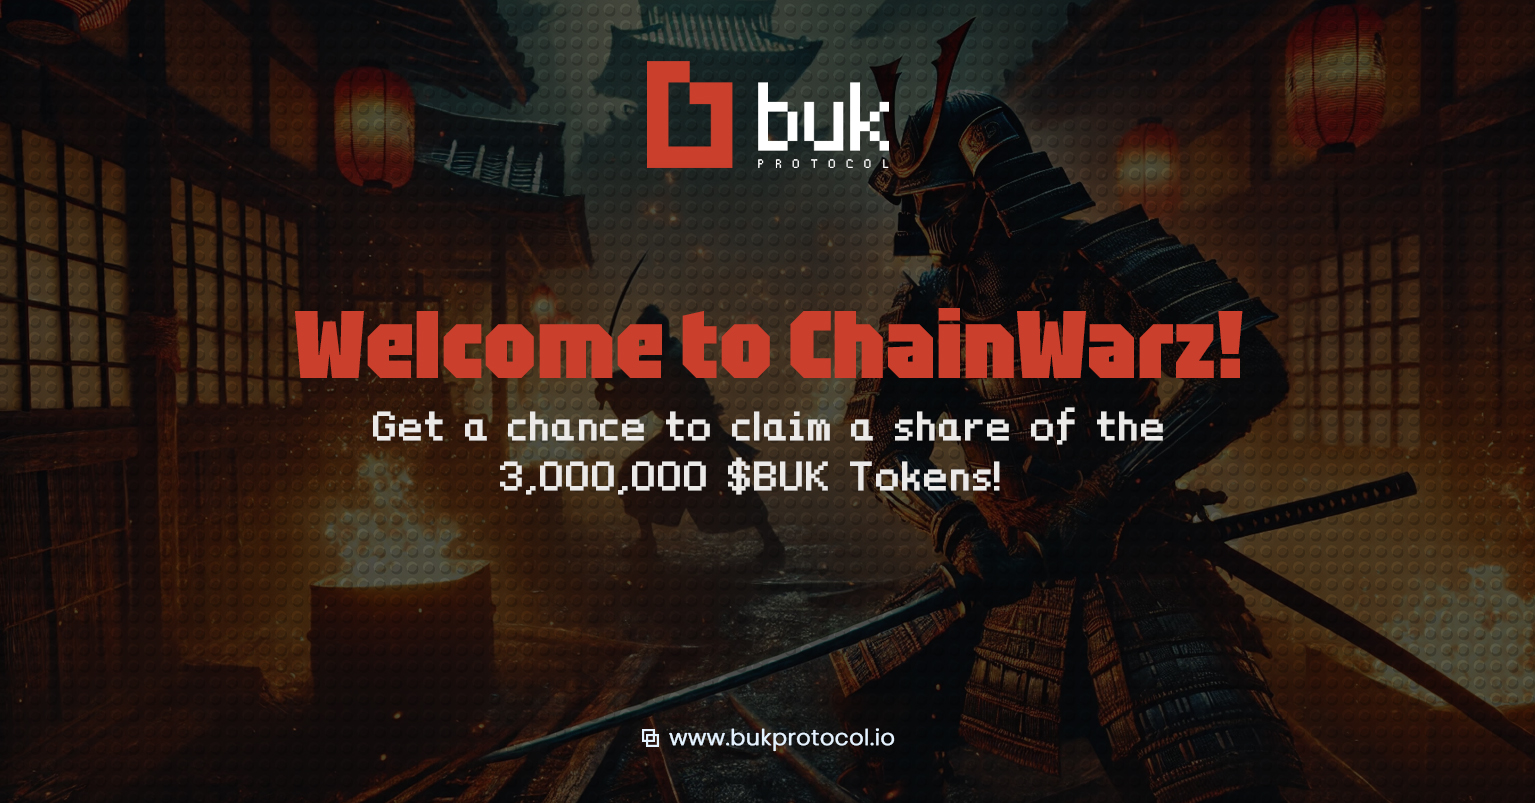 buk
PROTOCOL
Welcome to ChainWarz!
Get a chance to claim a share of the
3,000,000 $BUK Tokens!
www.bukprotocol.io